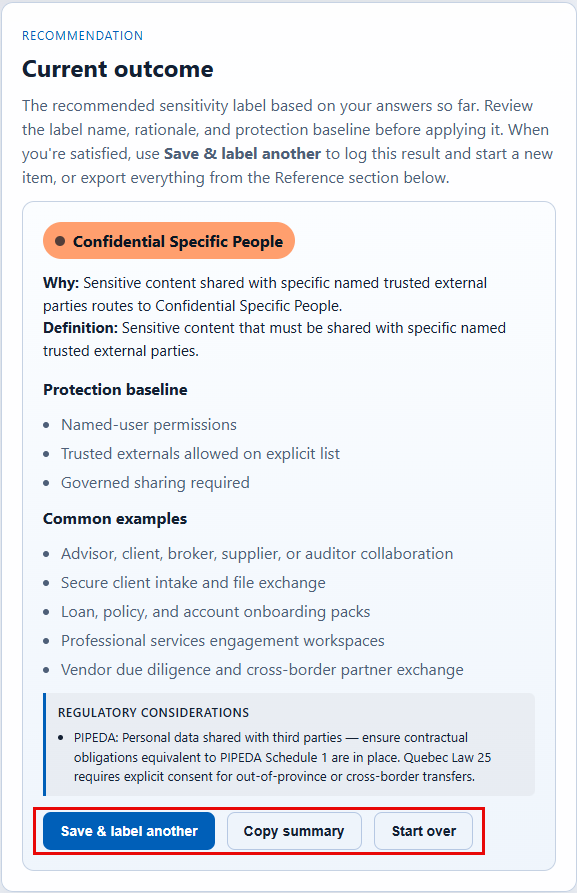 RECOMMENDATION
Current outcome
The recommended sensitivity label based on your answers so far. Review
the label name, rationale, and protection baseline before applying it. When
you're satisfied, use Save & label another to log this result and start a new
item, or export everything from the Reference section below.
Confidential Specific People
Why: Sensitive content shared with specific named trusted external
parties routes to Confidential Specific People.
Definition: Sensitive content that must be shared with specific named
trusted external parties.
Protection baseline
• Named-user permissions
• Trusted externals allowed on explicit list
• Governed sharing required
Common examples
• Advisor, client, broker, supplier, or auditor collaboration
• Secure client intake and file exchange
• Loan, policy, and account onboarding packs
• Professional services engagement workspaces
• Vendor due diligence and cross-border partner exchange
REGULATORY CONSIDERATIONS
• PIPEDA: Personal data shared with third parties — ensure contractual
obligations equivalent to PIPEDA Schedule 1 are in place. Quebec Law 25
requires explicit consent for out-of-province or cross-border transfers.
Save & label another Copy summary Start over